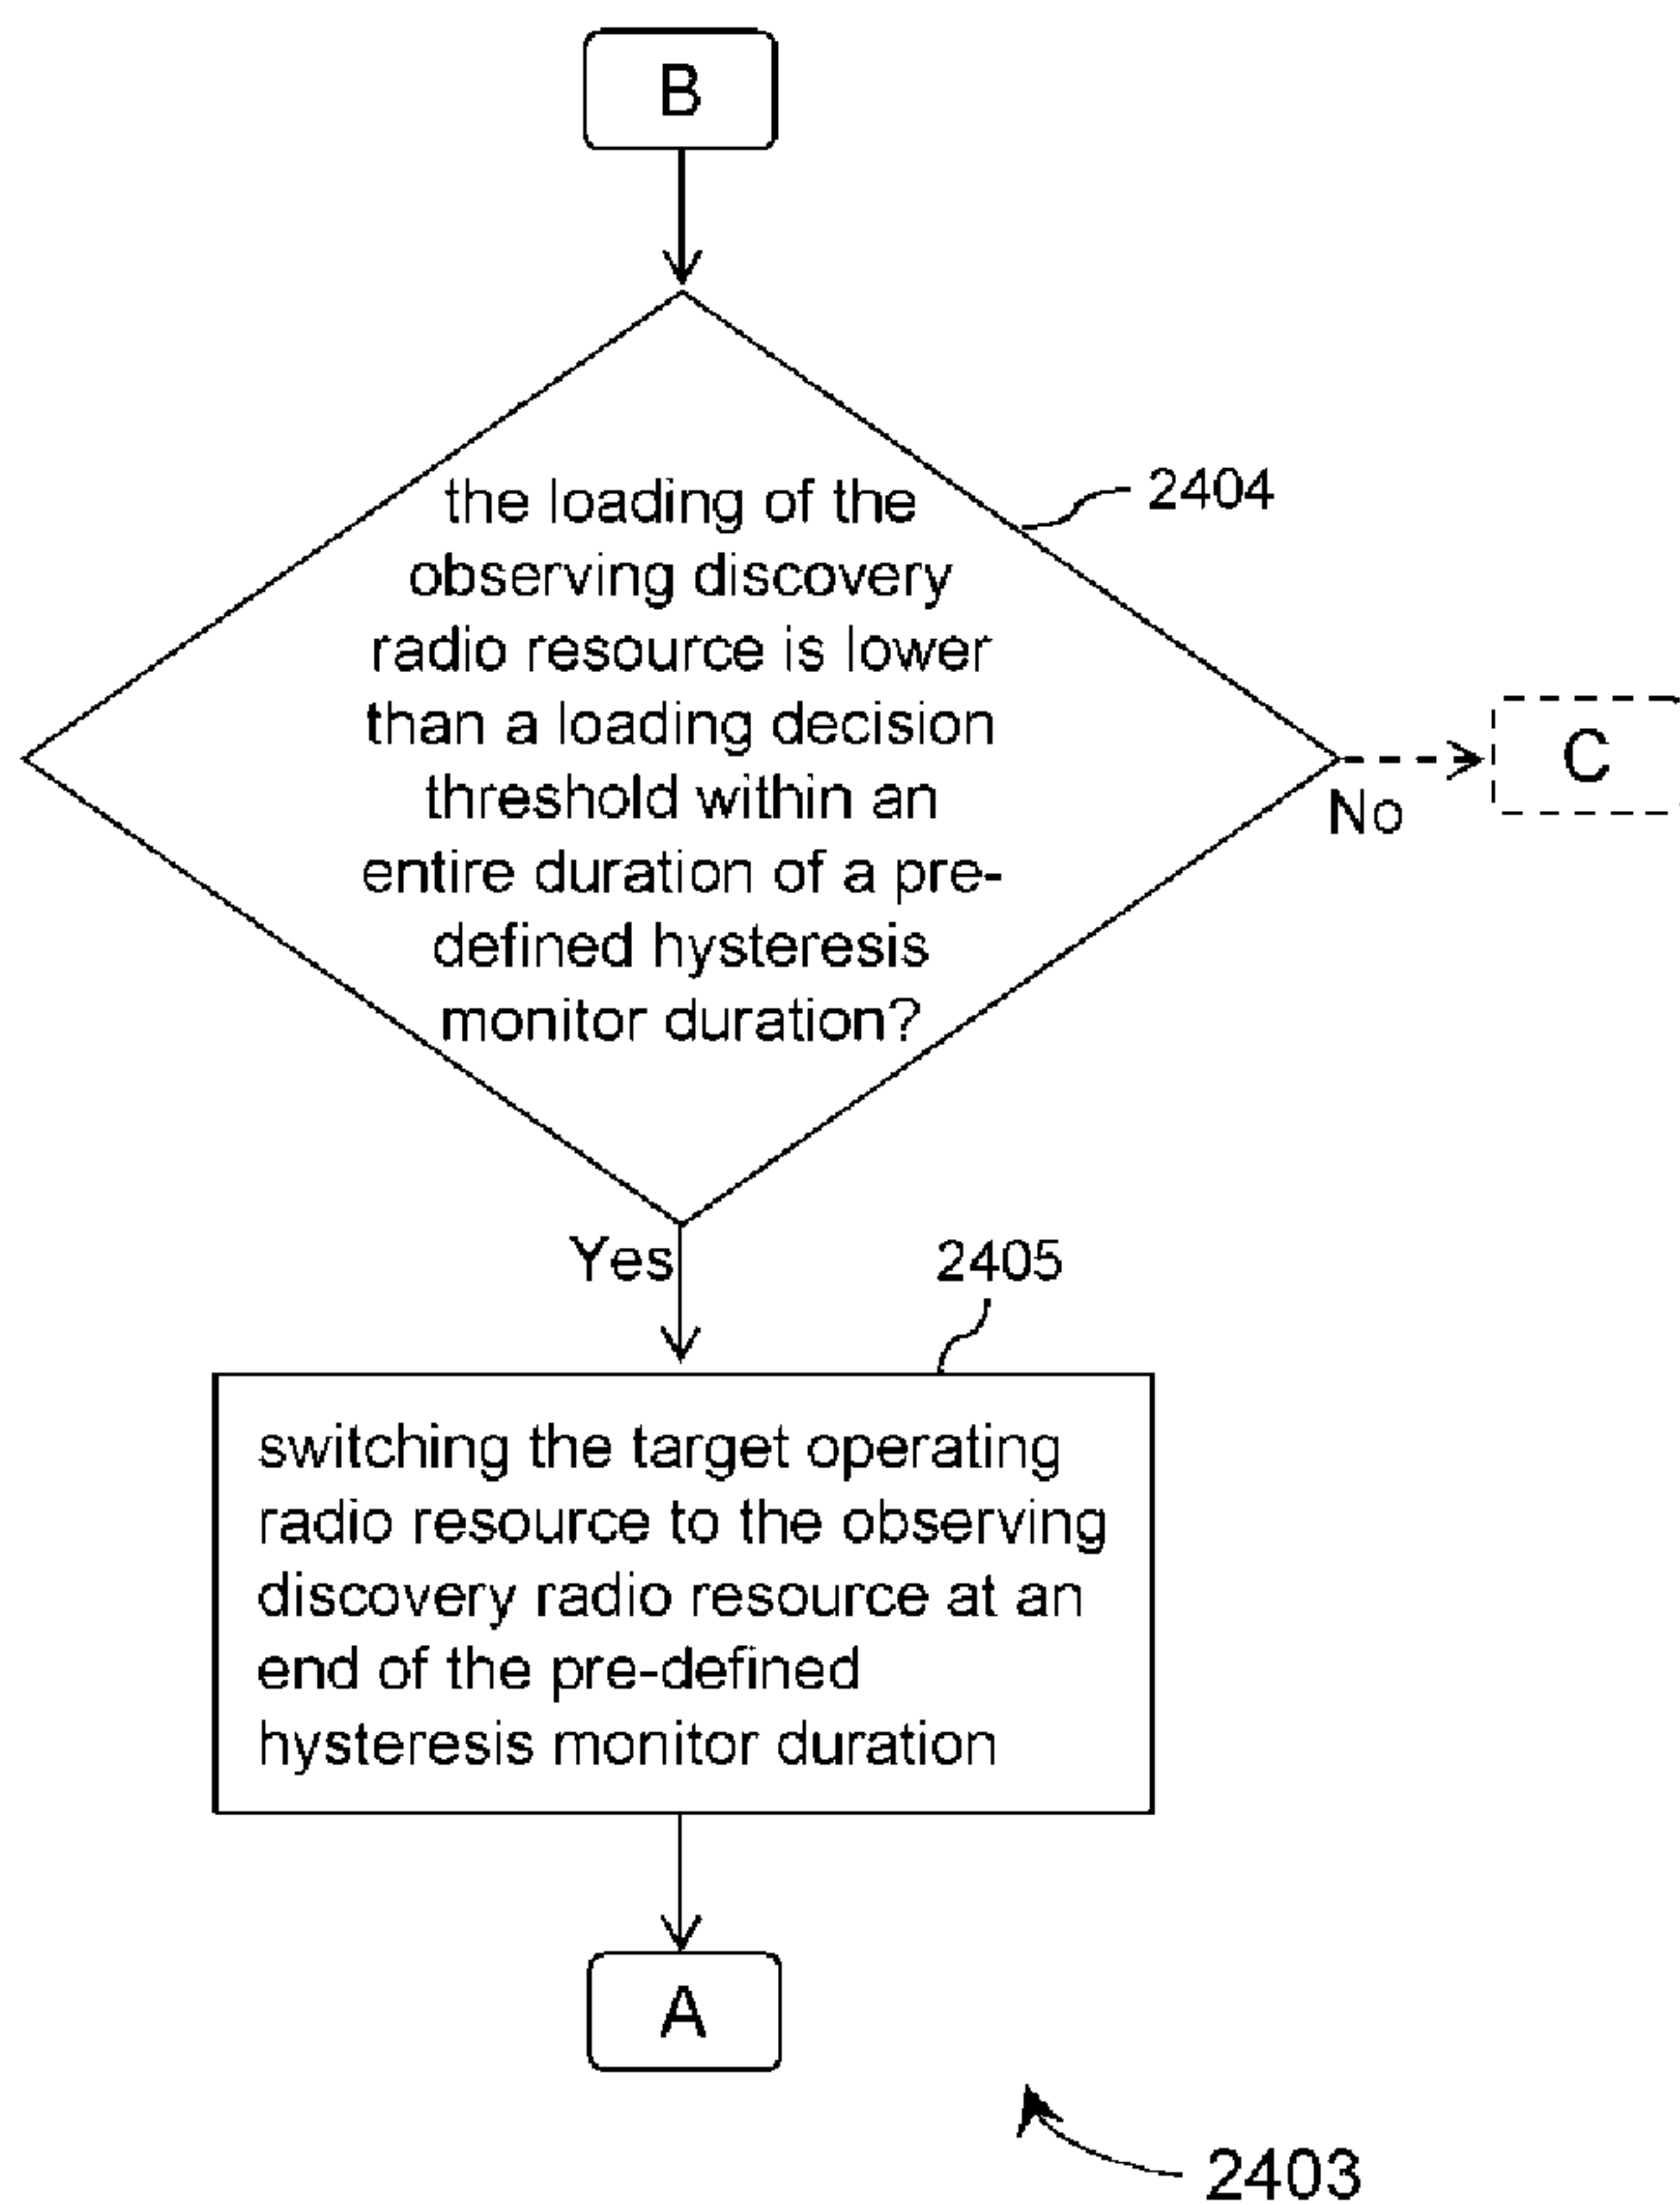 B
the loading of the
observing discovery
radio resource is lower
than a loading decision
threshold within an
entire duration of a pre-
defined hysteresis
monitor duration?
2404
C
No
Yes
2405
switching the target operating
radio resource to the observing
discovery radio resource at an
end of the pre-defined
hysteresis monitor duration
A
2403